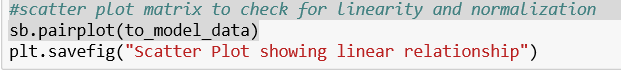 #scatter plot matrix to check for linearity and normalization
sb.pairplot(to_model_data)
plt.savefig("Scatter Plot showing linear relationship")